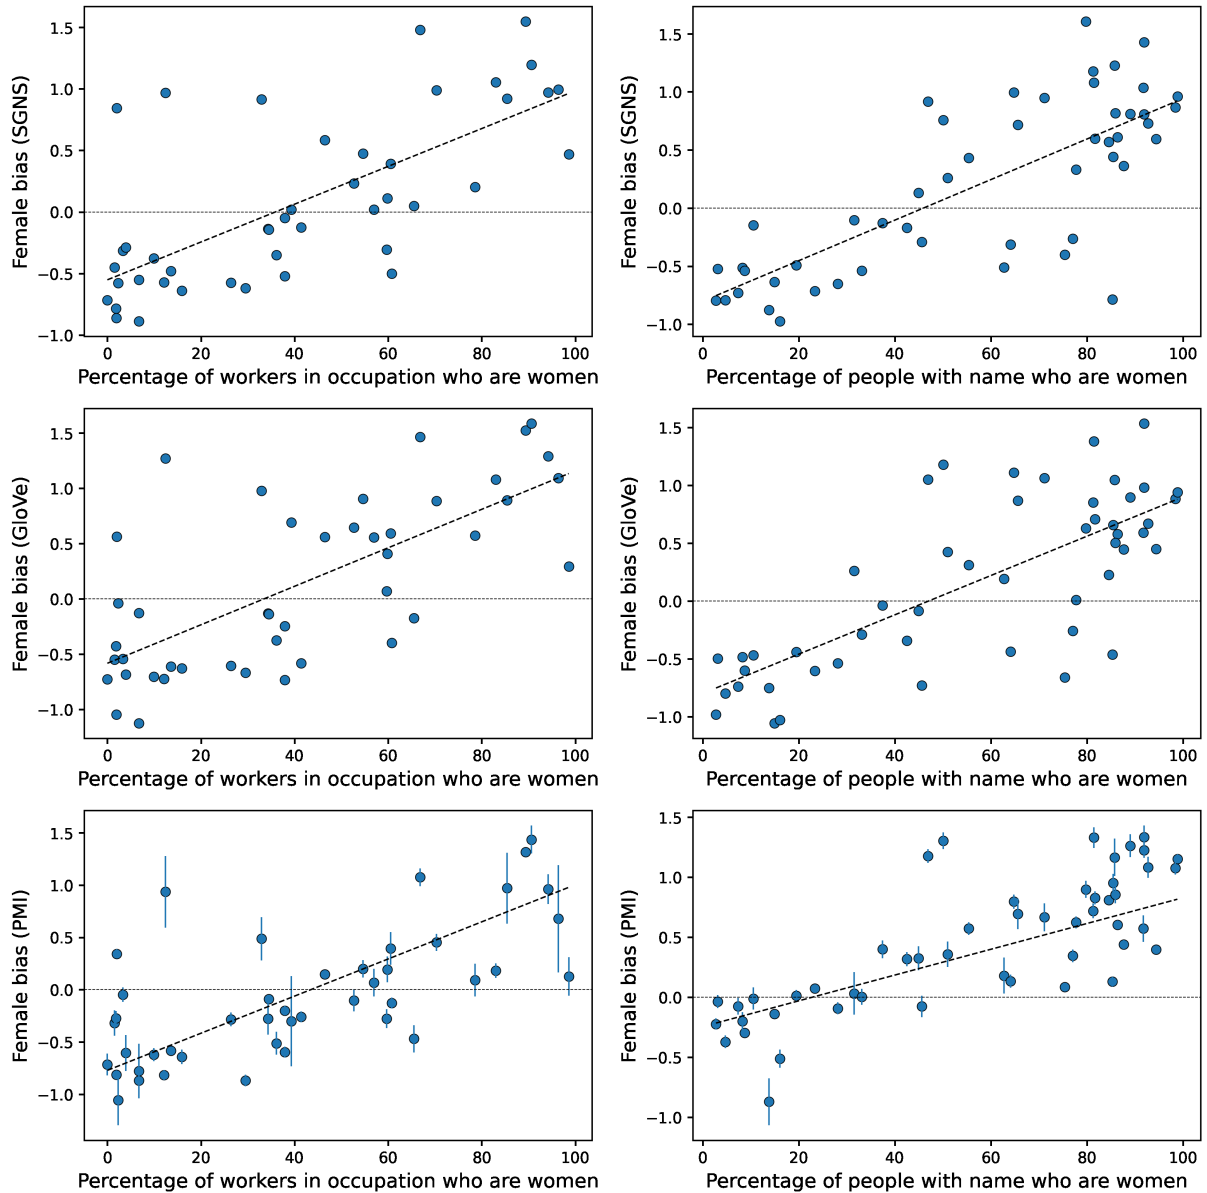 1.5
1.0
0.5
0.0
−0.5
−1.0
Female bias (SGNS)
0 20 40 60 80 100
Percentage of workers in occupation who are women
1.5
1.0
0.5
0.0
−0.5
−1.0
Female bias (SGNS)
0 20 40 60 80 100
Percentage of people with name who are women
1.5
1.0
0.5
0.0
−0.5
−1.0
Female bias (GloVe)
0 20 40 60 80 100
Percentage of workers in occupation who are women
1.5
1.0
0.5
0.0
−0.5
−1.0
Female bias (GloVe)
0 20 40 60 80 100
Percentage of people with name who are women
1.5
1.0
0.5
0.0
−0.5
−1.0
Female bias (PMI)
0 20 40 60 80 100
Percentage of workers in occupation who are women
1.5
1.0
0.5
0.0
−0.5
−1.0
Female bias (PMI)
0 20 40 60 80 100
Percentage of people with name who are women